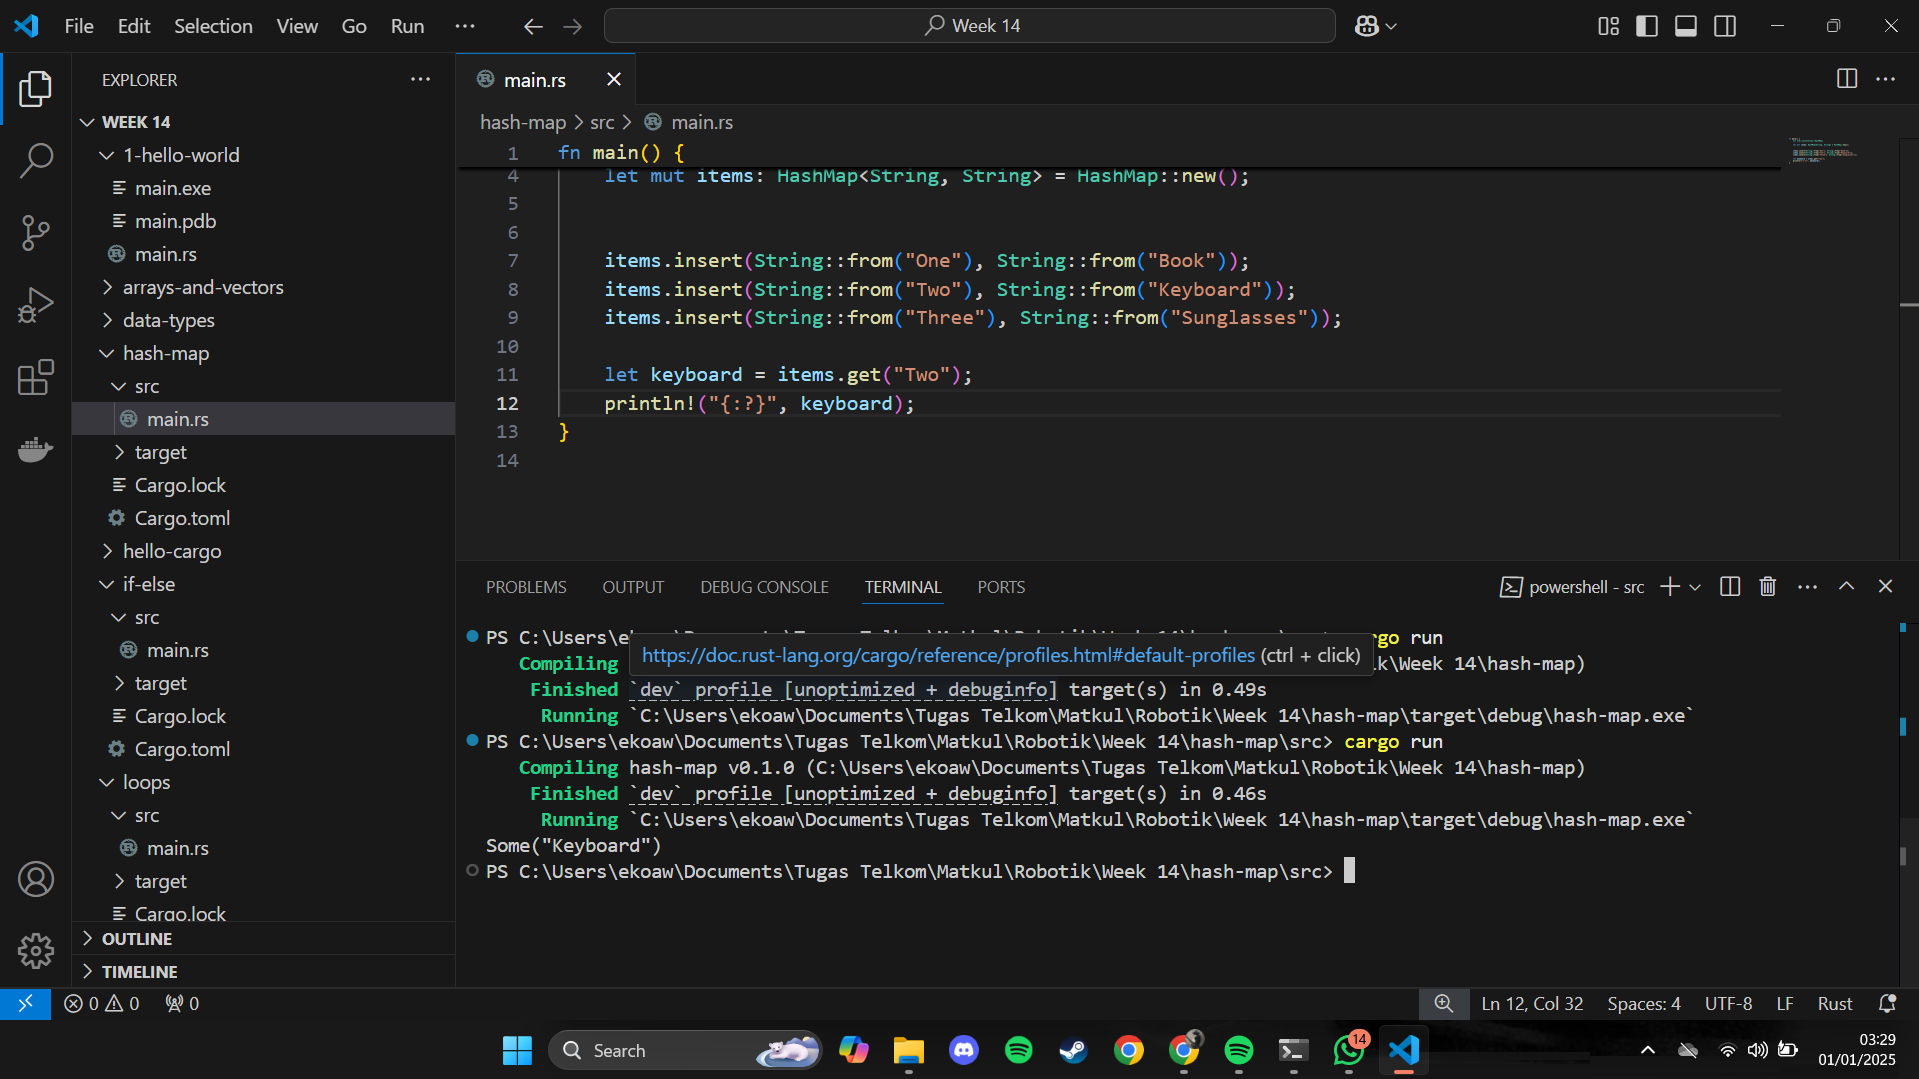 File Edit Selection View Go Run ··· Week 14
EXPLORER
WEEK 14
1-hello-world
main.exe
main.pdb
main.rs
arrays-and-vectors
data-types
hash-map
src
main.rs
target
Cargo.lock
Cargo.toml
hello-cargo
if-else
src
main.rs
target
Cargo.lock
Cargo.toml
loops
src
main.rs
target
Cargo.lock
OUTLINE
TIMELINE
main.rs
hash-map > src > main.rs
1 fn main() {
4 let mut items: HashMap<String, String> = HashMap::new();
5
6
7 items.insert(String::from("One"), String::from("Book"));
8 items.insert(String::from("Two"), String::from("Keyboard"));
9 items.insert(String::from("Three"), String::from("Sunglasses"));
10
11 let keyboard = items.get("Two");
12 println!("{:?}", keyboard);
13 }
14
PROBLEMS OUTPUT DEBUG CONSOLE TERMINAL PORTS powershell - src
PS C:\Users\ run
https://doc.rust-lang.org/cargo/reference/profiles.html#default-profiles (ctrl + click)
Compiling k\Week 14\hash-map)
Finished `dev` profile [unoptimized + debuginfo] target(s) in 0.49s
Running `C:\Users\ekoaw\Documents\Tugas Telkom\Matkul\Robotik\Week 14\hash-map\target\debug\hash-map.exe`
PS C:\Users\ekoaw\Documents\Tugas Telkom\Matkul\Robotik\Week 14\hash-map\src> cargo run
Compiling hash-map v0.1.0 (C:\Users\ekoaw\Documents\Tugas Telkom\Matkul\Robotik\Week 14\hash-map)
Finished `dev` profile [unoptimized + debuginfo] target(s) in 0.46s
Running `C:\Users\ekoaw\Documents\Tugas Telkom\Matkul\Robotik\Week 14\hash-map\target\debug\hash-map.exe`
Some("Keyboard")
PS C:\Users\ekoaw\Documents\Tugas Telkom\Matkul\Robotik\Week 14\hash-map\src>
0 0 0 Ln 12, Col 32 Spaces: 4 UTF-8 LF Rust
Search 14 03:29
01/01/2025